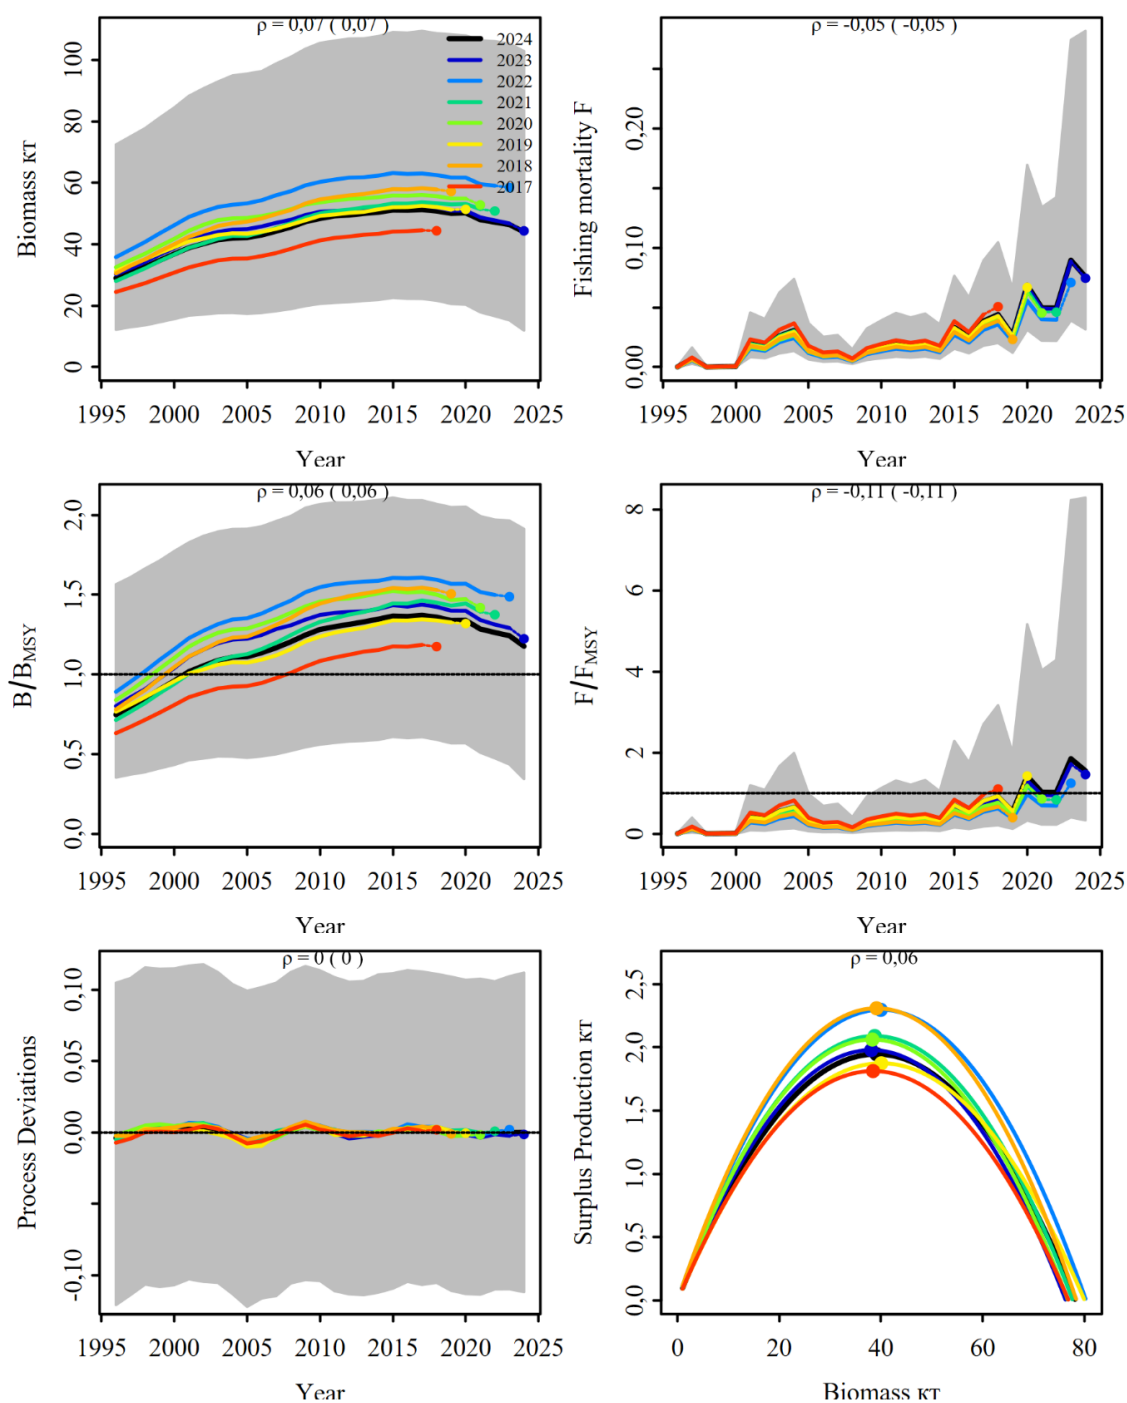 ρ = 0,07 ( 0,07 )
Biomass кт
100
80
60
40
20
0
2024
2023
2022
2021
2020
2019
2018
2017
1995 2000 2005 2010 2015 2020 2025
Year
ρ = -0,05 ( -0,05 )
Fishing mortality F
0,20
0,10
0,00
1995 2000 2005 2010 2015 2020 2025
Year
ρ = 0,06 ( 0,06 )
B/BMSY
2,0
1,5
1,0
0,5
0,0
1995 2000 2005 2010 2015 2020 2025
Year
ρ = -0,11 ( -0,11 )
F/FMSY
8
6
4
2
0
1995 2000 2005 2010 2015 2020 2025
Year
ρ = 0 ( 0 )
Process Deviations
0,10
0,05
0,00
-0,10
1995 2000 2005 2010 2015 2020 2025
Year
ρ = 0,06
Surplus Production кт
2,5
2,0
1,5
1,0
0,5
0,0
0 20 40 60 80
Biomass кт